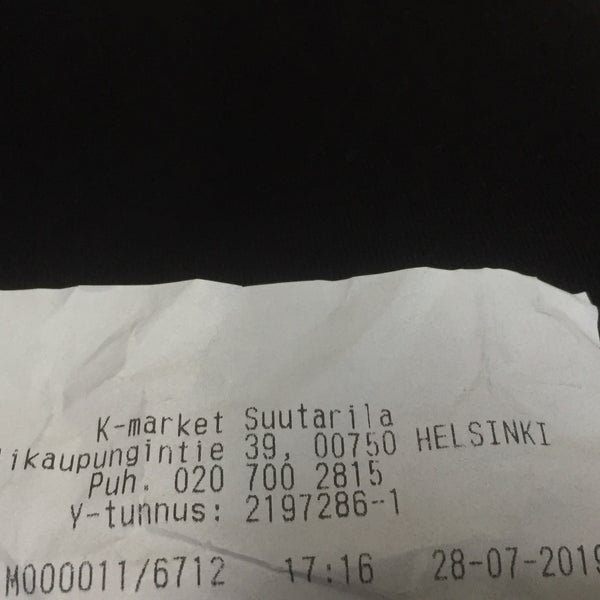 K-market Suutarila
ikaupungintie 39, 00750 HELSINKI
Puh. 020 700 2815
Y-tunnus: 2197286-1
M000011/6712 17:16 28-07-2019